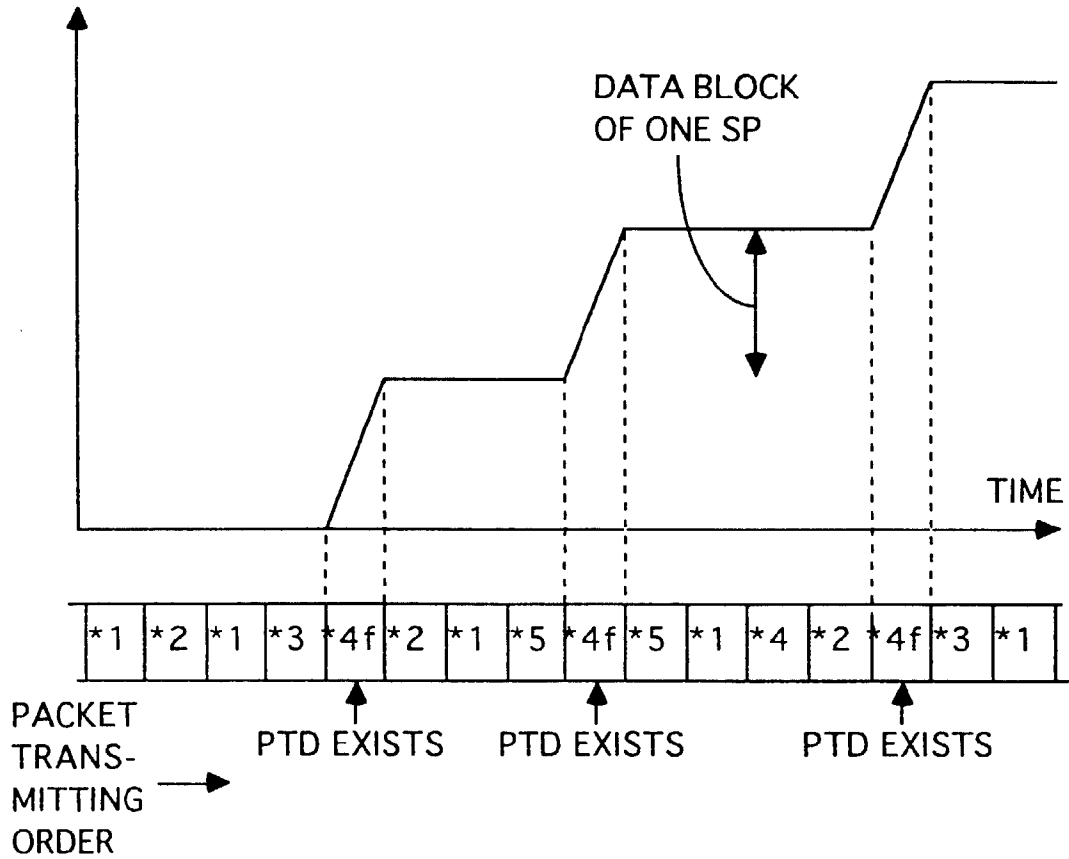 DATA BLOCK
OF ONE SP
TIME
*1 *2 *1 *3 *4f *2 *1 *5 *4f *5 *1 *4 *2 *4f *3 *1
PACKET
TRANS-
MITTING
ORDER
PTD EXISTS PTD EXISTS PTD EXISTS